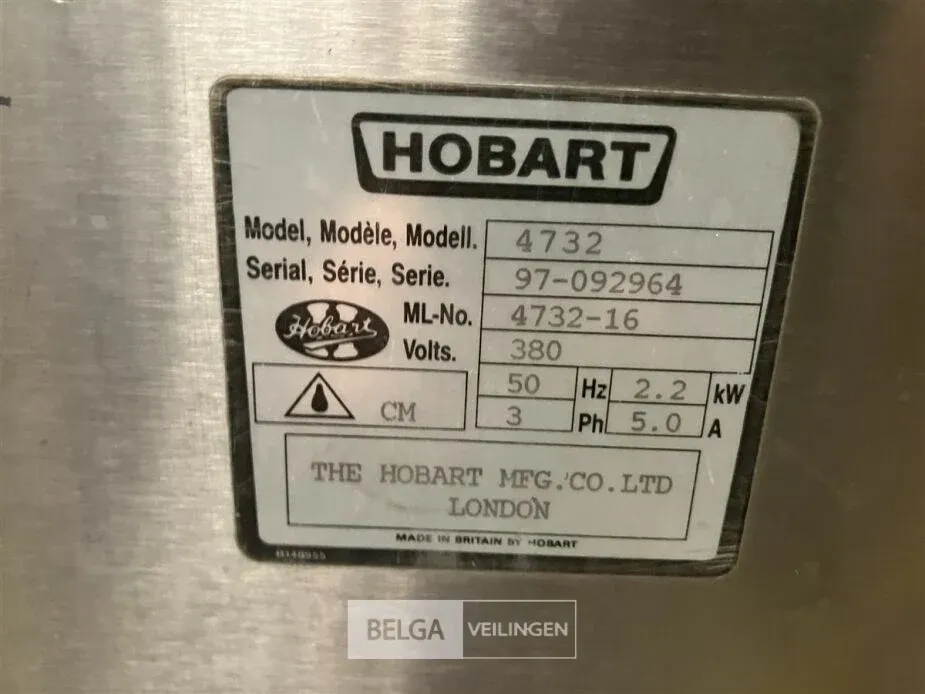 HOBART
Model, Modèle, Modell. 4732
Serial, Série, Serie. 97-092964
Hobart
ML-No. 4732-16
Volts. 380
50 Hz 2.2 kW
CM
3 Ph 5.0 A
THE HOBART MFG. CO. LTD
LONDON
MADE IN BRITAIN BY HOBART
BELGA VEILINGEN